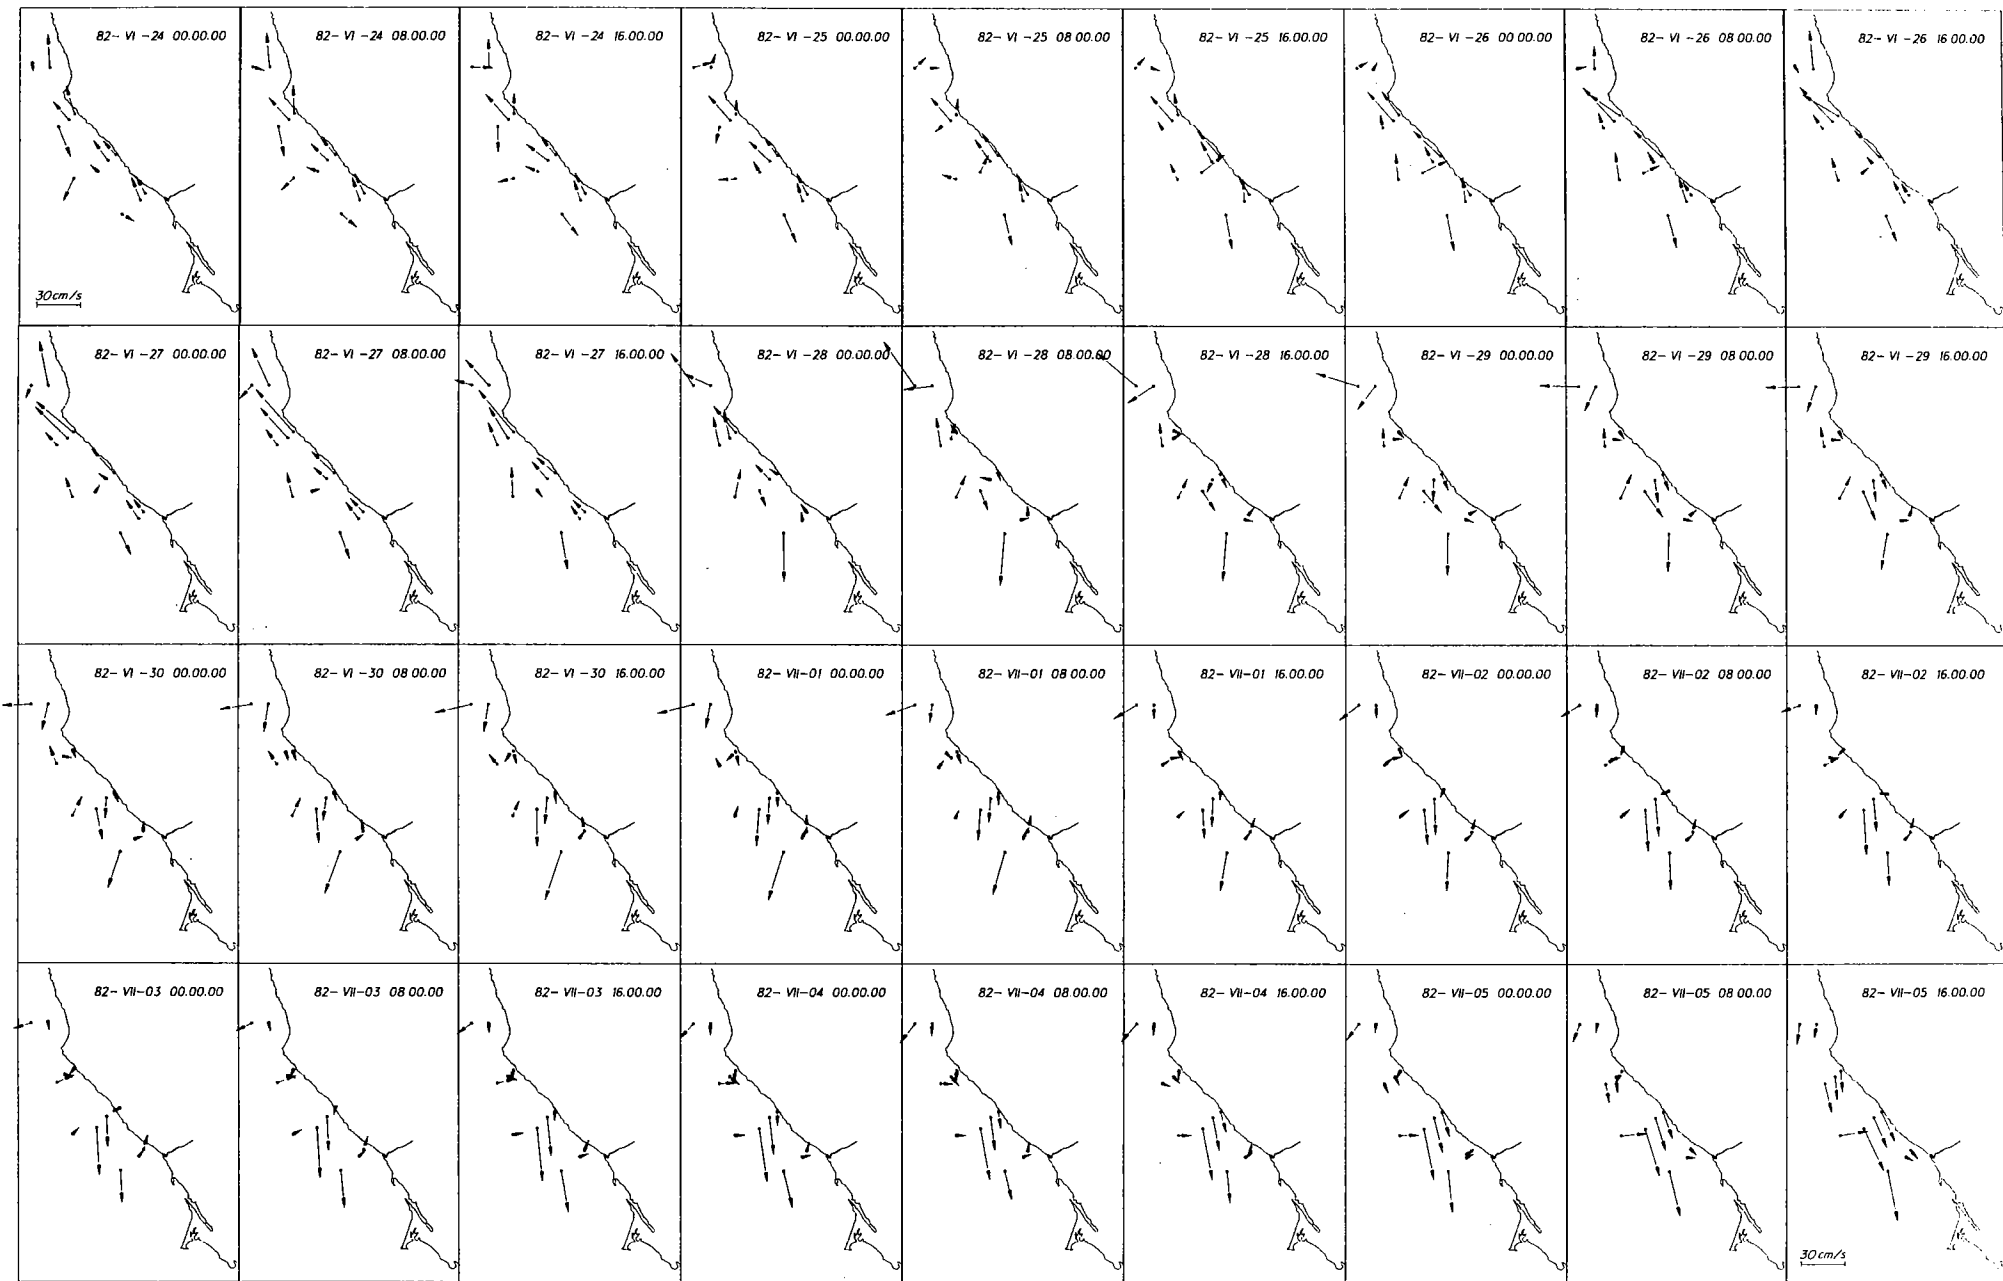 82- VI -24 00.00.00
82- VI -24 08.00.00
82- VI -24 16.00.00
82- VI -25 00.00.00
82- VI -25 08 00.00
82- VI -25 16.00.00
82- VI -26 00 00.00
82- VI -26 08 00.00
82- VI -26 16 00.00
30cm/s
82- VI -27 00.00.00
82- VI -27 08.00.00
82- VI -27 16.00.00
82- VI -28 00.00.00
82- VI -28 08.00.00
82- VI -28 16.00.00
82- VI -29 00.00.00
82- VI -29 08.00.00
82- VI -29 16.00.00
82- VI -30 00.00.00
82- VI -30 08 00.00
82- VI -30 16.00.00
82- VII-01 00.00.00
82- VII-01 08 00.00
82- VII-01 16.00.00
82- VII-02 00.00.00
82- VII-02 08 00.00
82- VII-02 16.00.00
82- VII-03 00.00.00
82- VII-03 08 00.00
82- VII-03 16.00.00
82- VII-04 00.00.00
82- VII-04 08.00.00
82- VII-04 16.00.00
82- VII-05 00.00.00
82- VII-05 08 00.00
82- VII-05 16.00.00
30cm/s